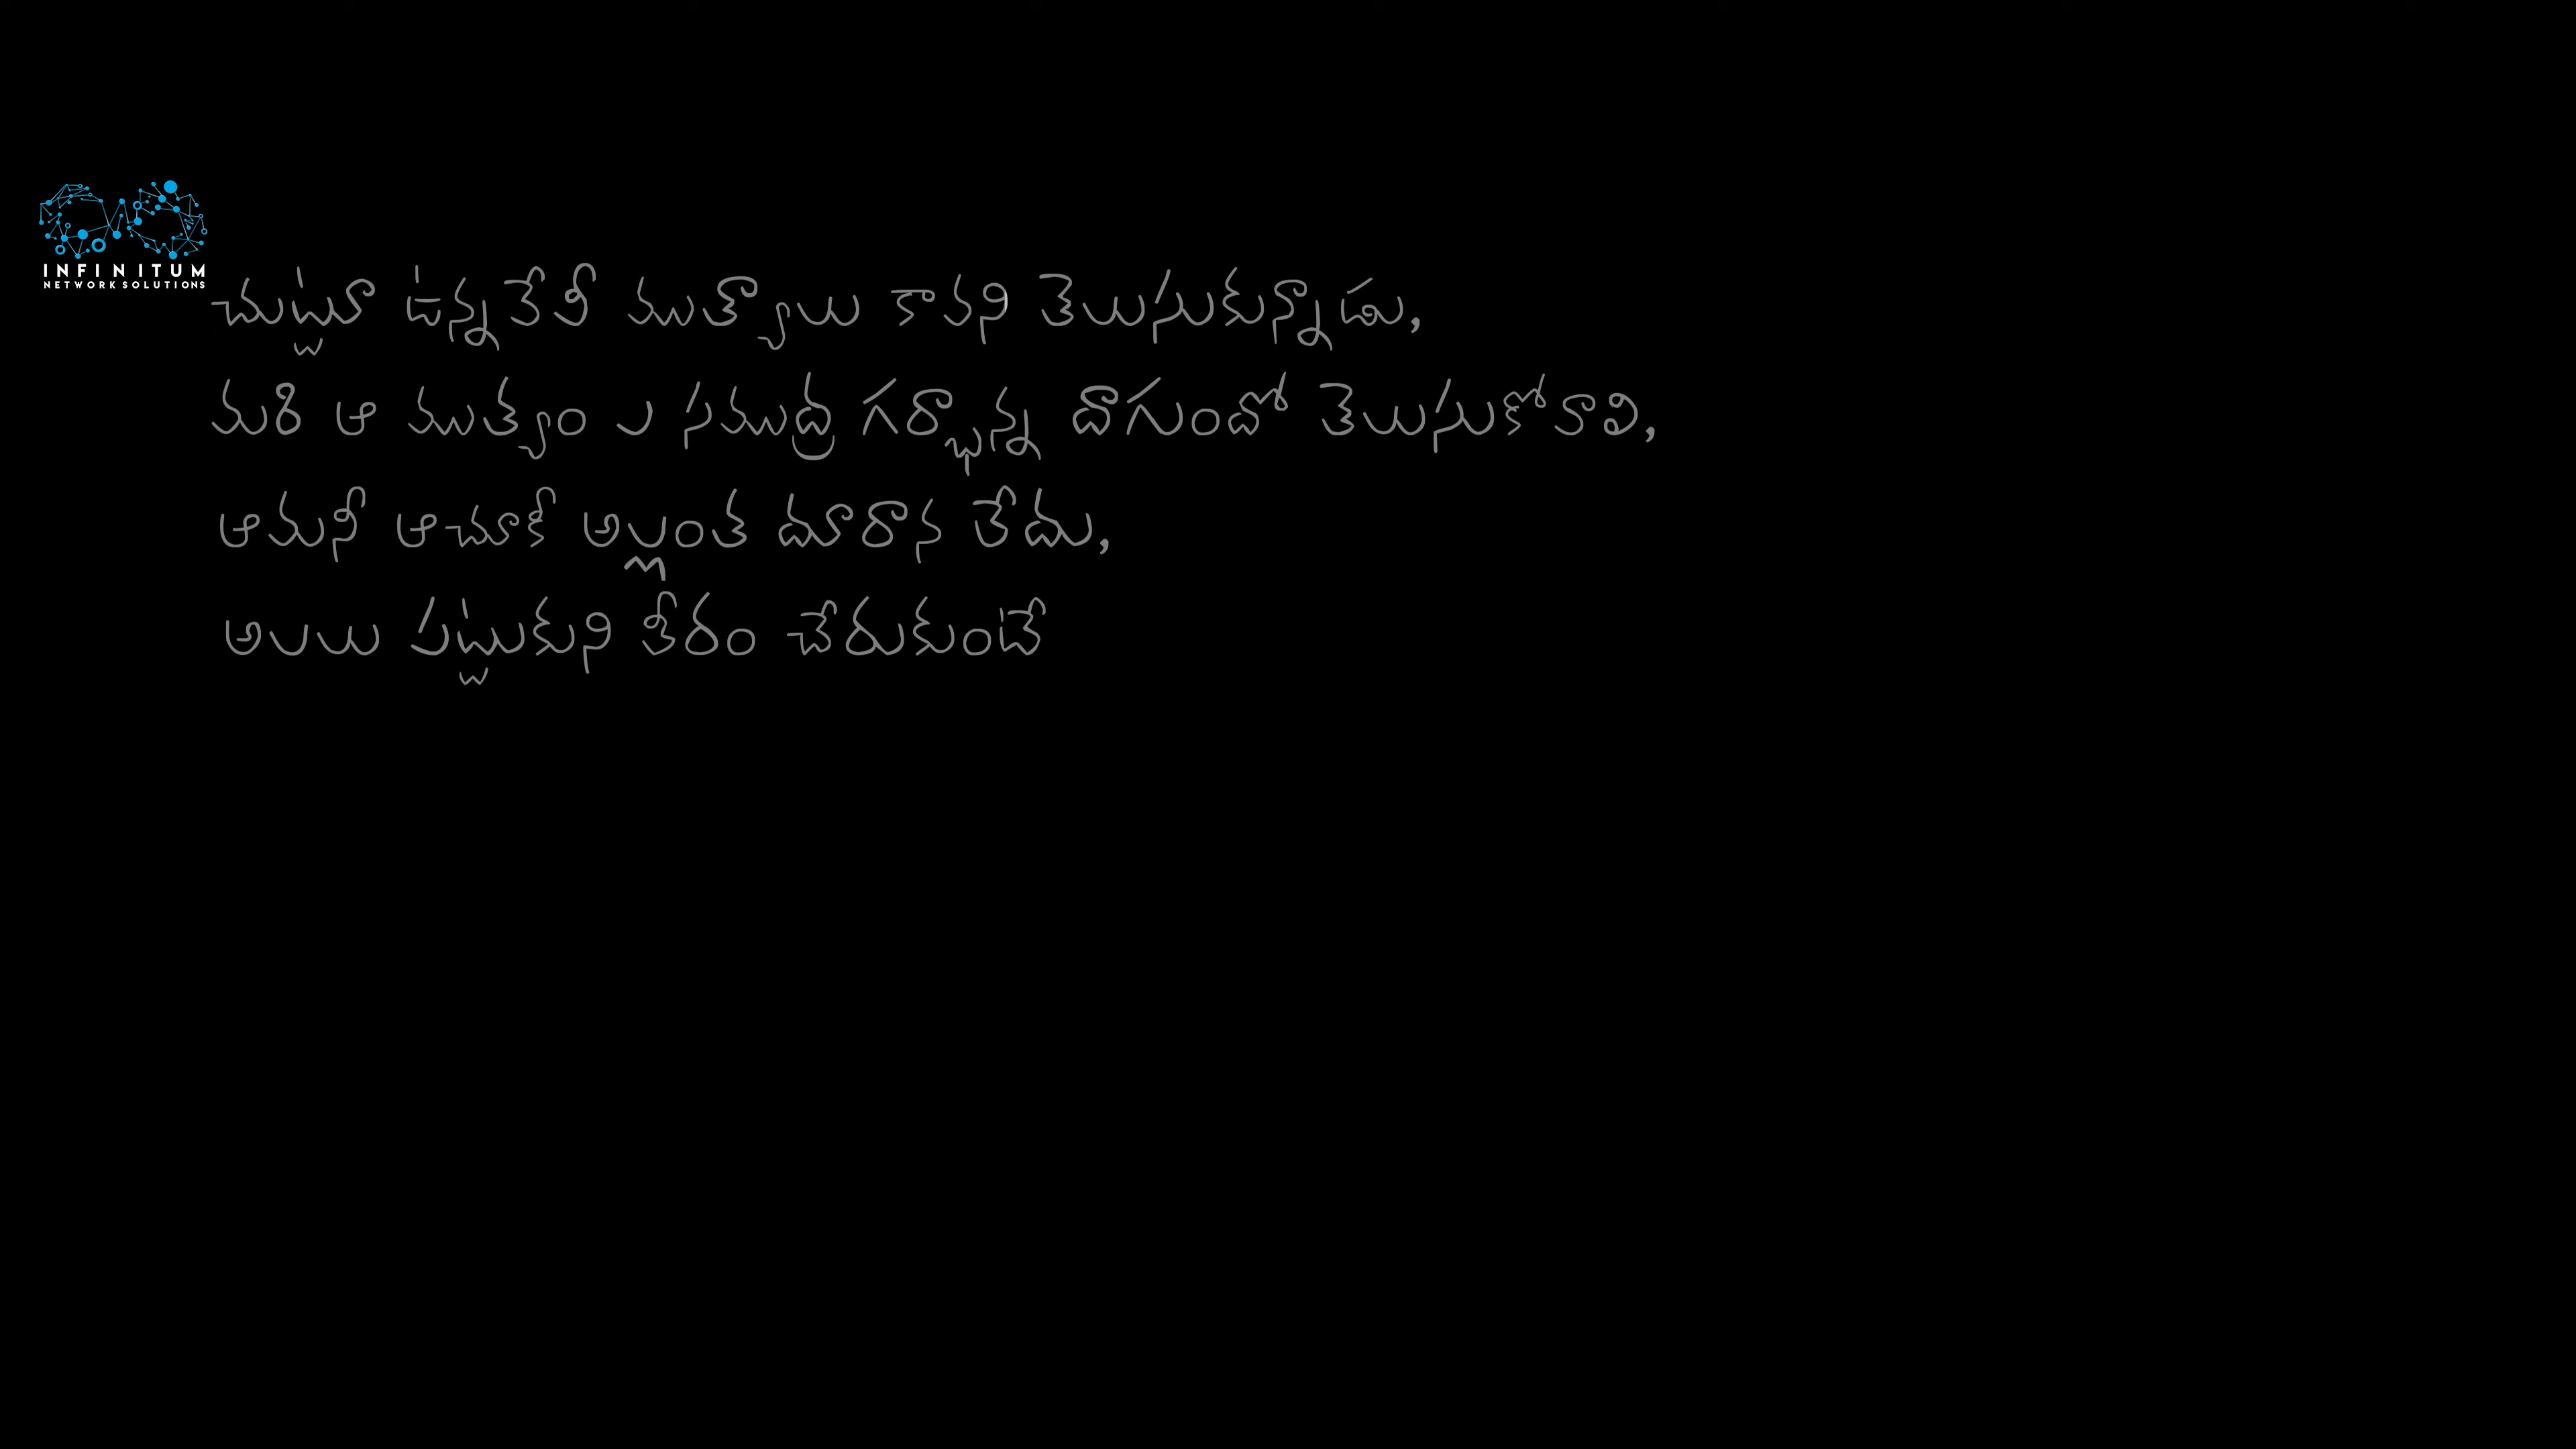 INFINITUM
NETWORK SOLUTIONS
చుట్టూ ఉన్నవేవీ ముత్యాలు కావని తెలుసుకున్నాడు,
మరి ఆ ముత్యం ఎ సముద్ర గర్భాన్న దాగుందో తెలుసుకోవాలి,
ఆమనీ ఆచూకీ అల్లంత దూరాన లేదు,
అలలు పట్టుకుని తీరం చేరుకుంటే